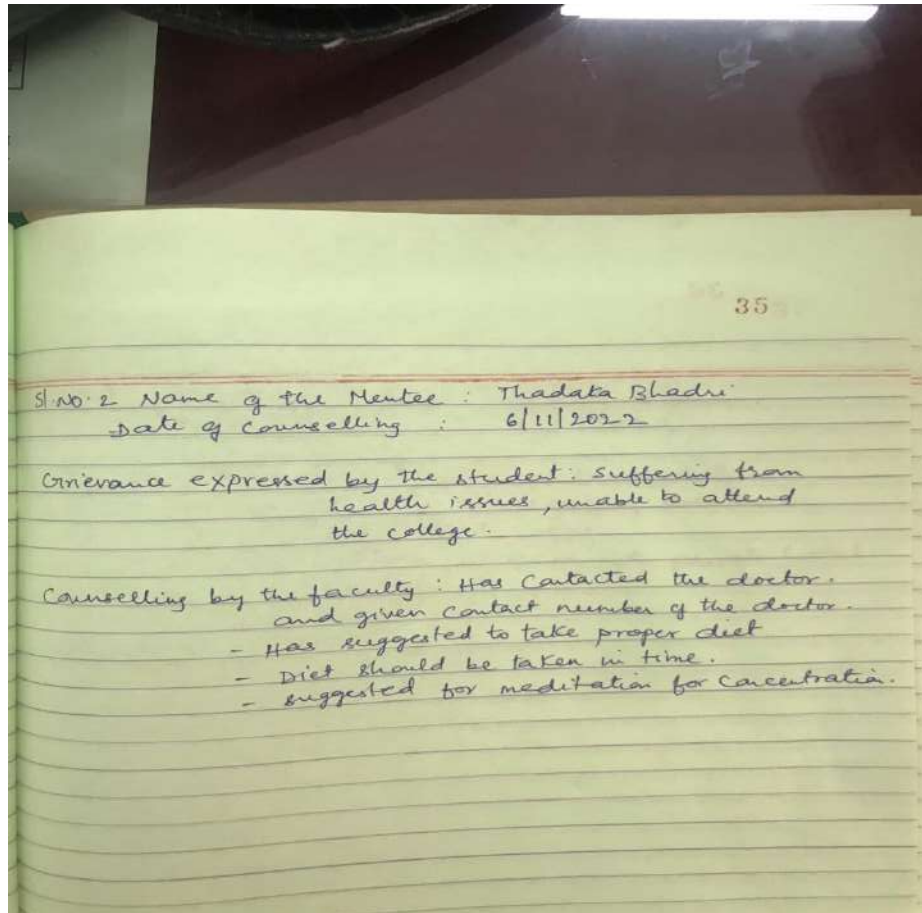 35
Sl. No. 2 Name of the Mentee : Thadaka Bhadri
Date of Counselling : 6/11/2022
Grievance expressed by the student : suffering from
health issues, unable to attend
the college.
Counselling by the faculty : Has Contacted the doctor.
and given contact number of the doctor.
- Has suggested to take proper diet
- Diet should be taken in time.
- suggested for meditation for concentration.